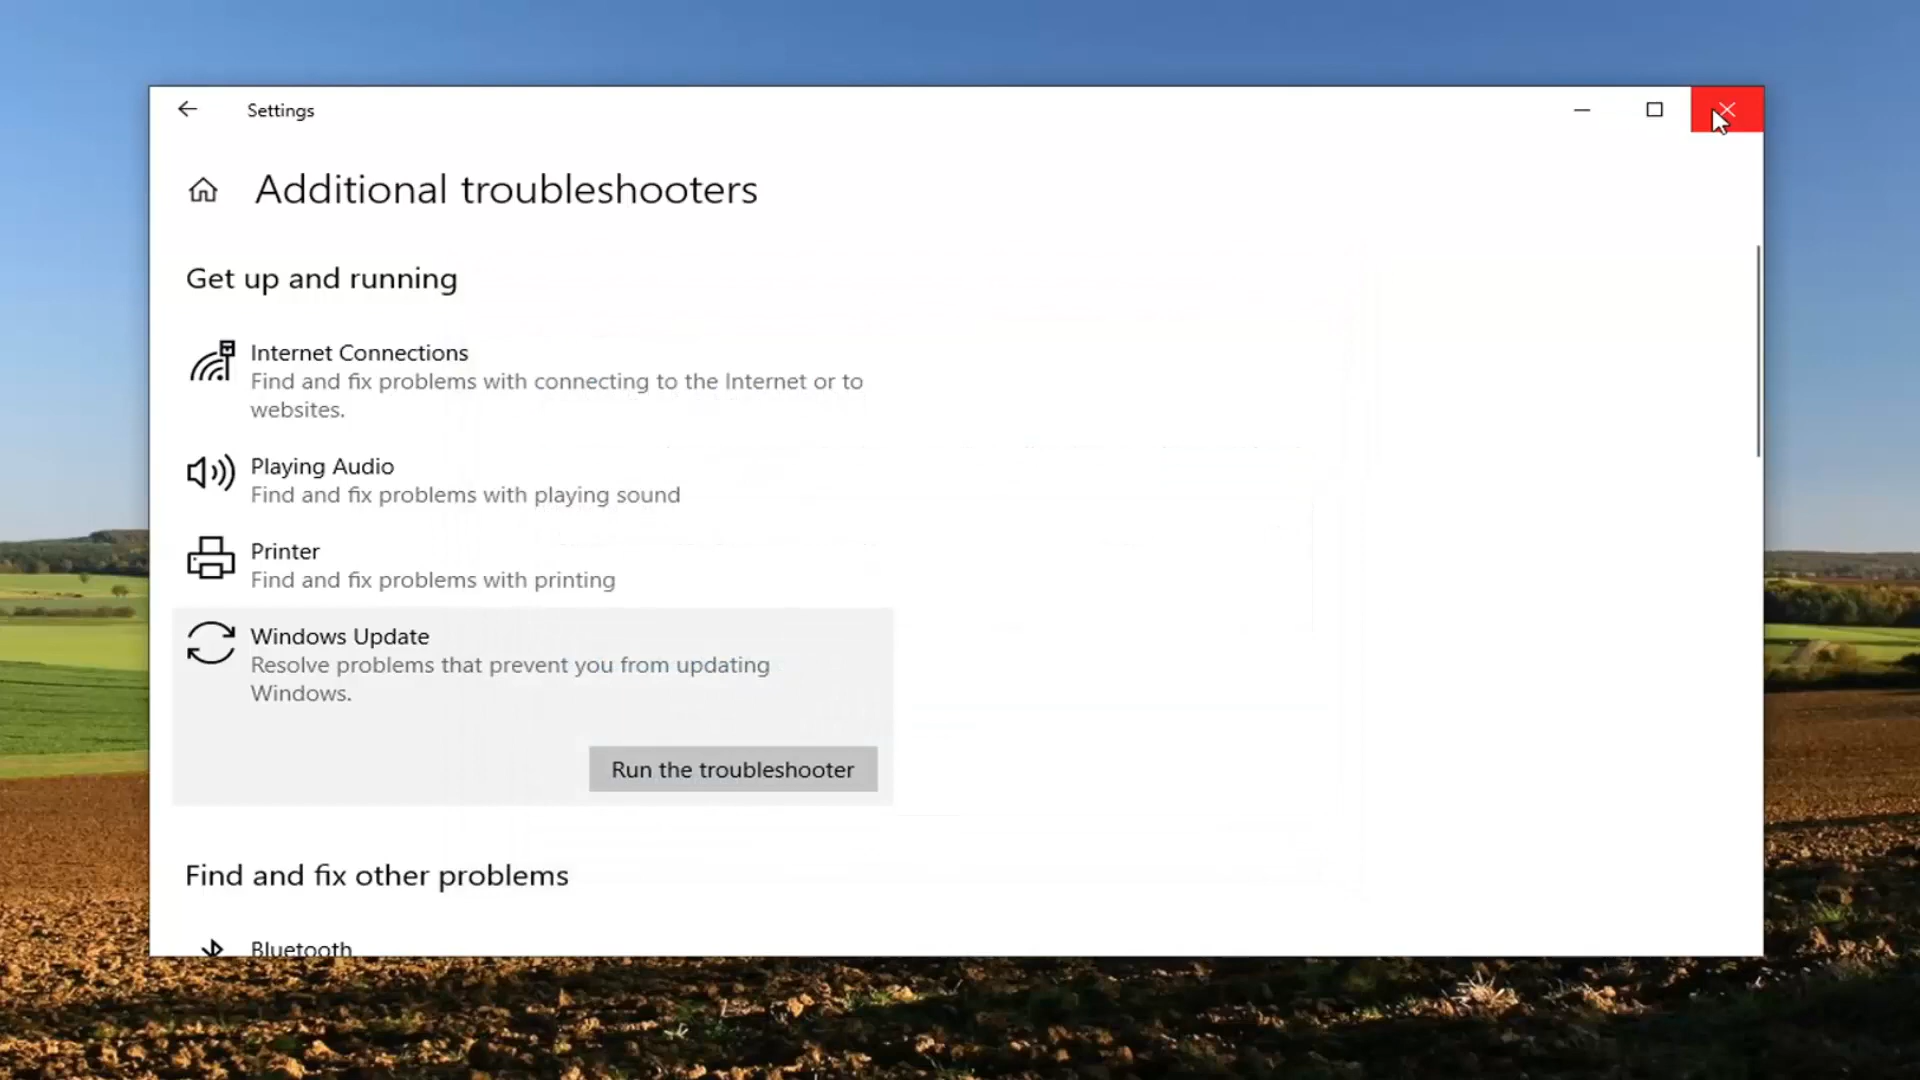 Settings
Additional troubleshooters
Get up and running
Internet Connections
Find and fix problems with connecting to the Internet or to
websites.
Playing Audio
Find and fix problems with playing sound
Printer
Find and fix problems with printing
Windows Update
Resolve problems that prevent you from updating
Windows.
Run the troubleshooter
Find and fix other problems
Bluetooth